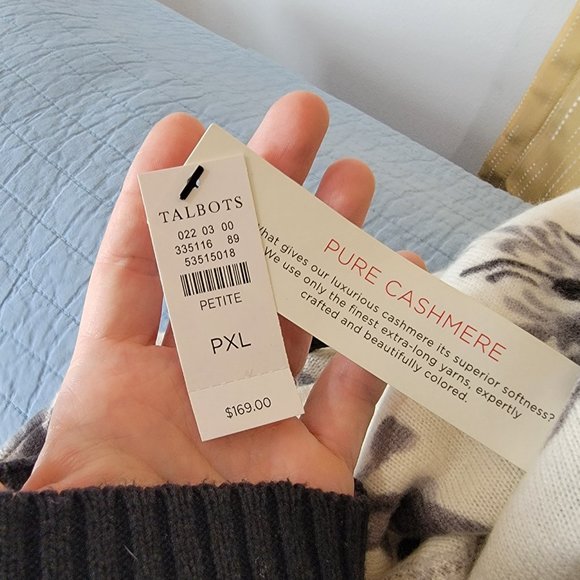 TALBOTS
022 03 00
335116 89
53515018
PETITE
PXL
$169.00
PURE CASHMERE
What gives our luxurious cashmere its superior softness?
We use only the finest extra-long yarns, expertly
crafted and beautifully colored.